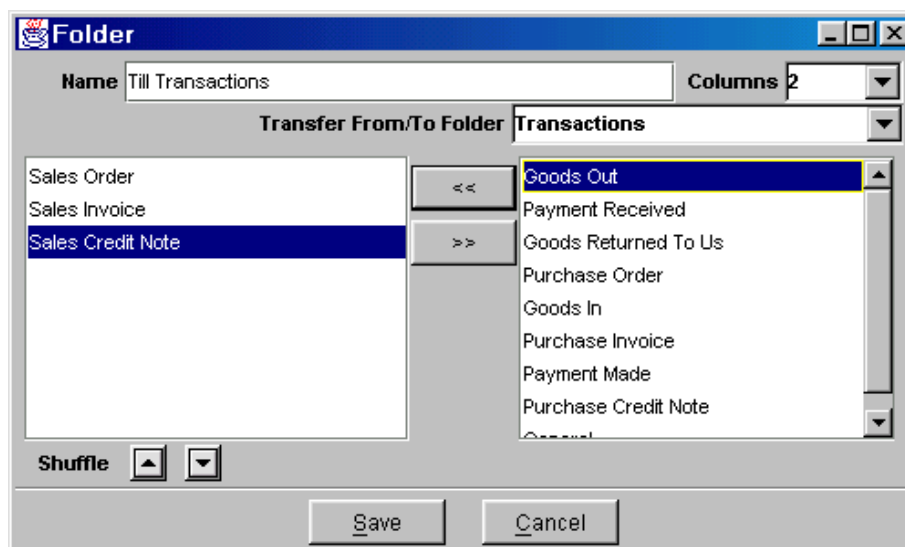 Folder
Name Till Transactions Columns 2
Transfer From/To Folder Transactions
Sales Order
Sales Invoice
Sales Credit Note
<<
>>
Goods Out
Payment Received
Goods Returned To Us
Purchase Order
Goods In
Purchase Invoice
Payment Made
Purchase Credit Note
General
Shuffle
Save Cancel